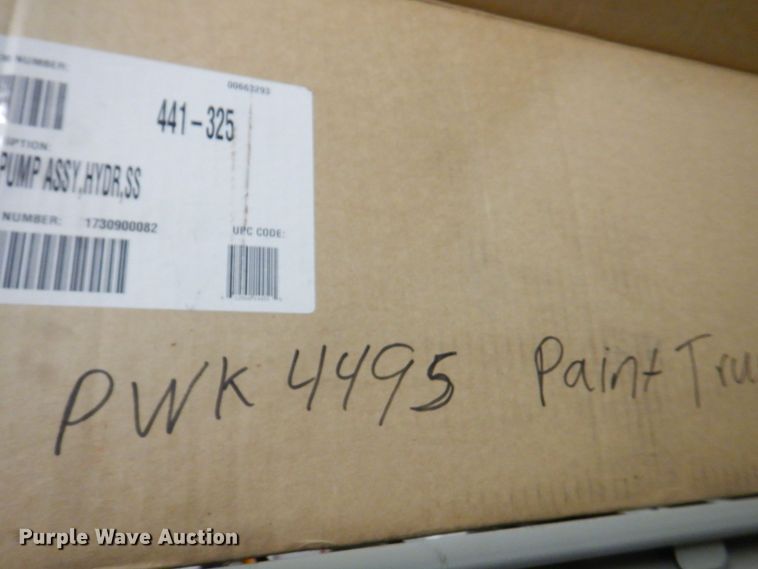 NUMBER:
00663293
441-325
PUMP ASSY,HYDR,SS
NUMBER: 1730900082
UPC CODE:
PWK 4495 Paint Tru
Purple Wave Auction